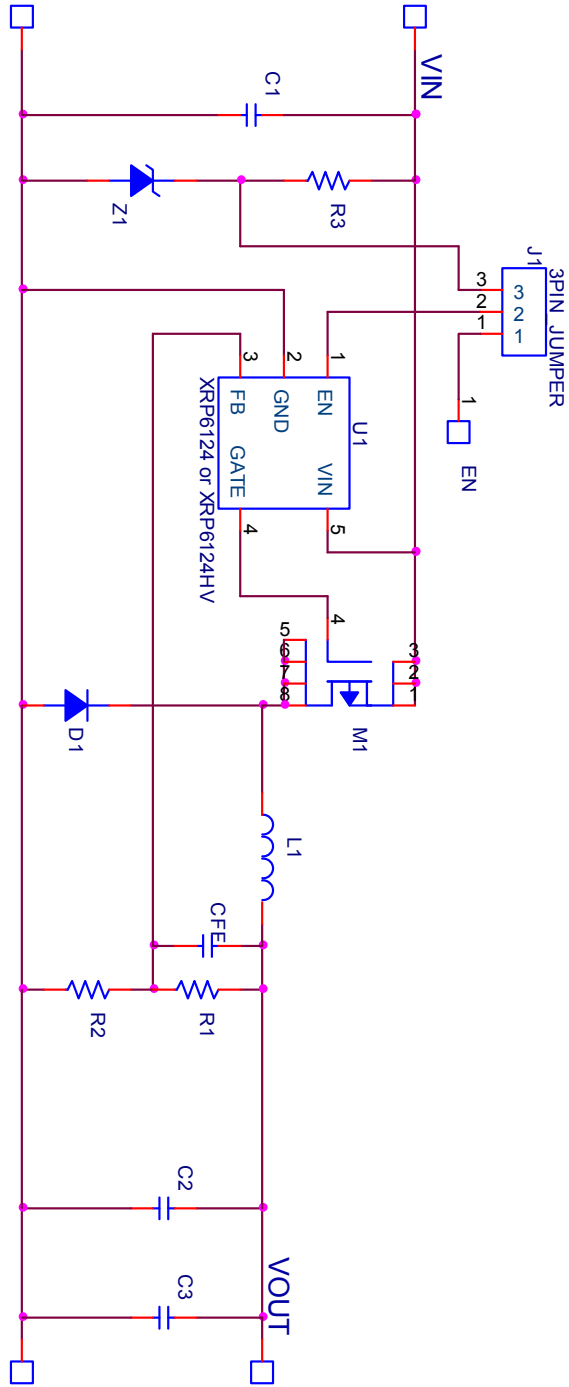 VIN
C1
R3
Z1
J1
3PIN JUMPER
3
2
1
3
2
1
1
EN
3
2
1
FB
GND
EN
U1
GATE
VIN
4
5
XRP6124 or XRP6124HV
4
5
6
7
8
3
2
1
M1
D1
L1
CFF
R1
R2
C2
C3
VOUT